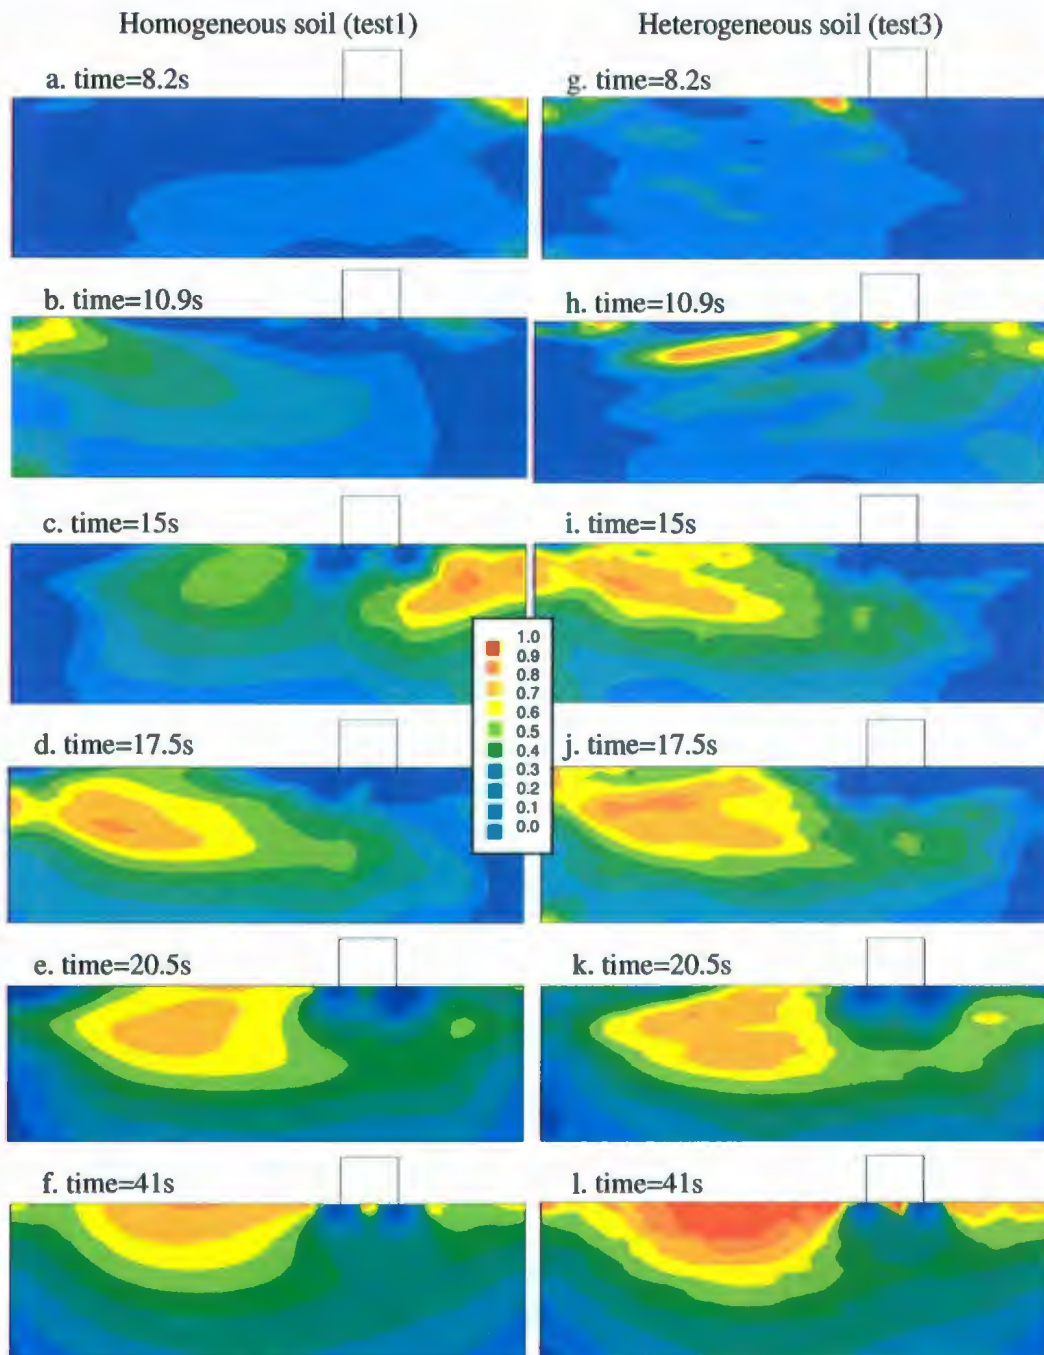 Homogeneous soil (test1)
Heterogeneous soil (test3)
a. time=8.2s
g. time=8.2s
b. time=10.9s
h. time=10.9s
c. time=15s
i. time=15s
1.0
0.9
0.8
0.7
0.6
0.5
0.4
0.3
0.2
0.1
0.0
d. time=17.5s
j. time=17.5s
e. time=20.5s
k. time=20.5s
f. time=41s
l. time=41s